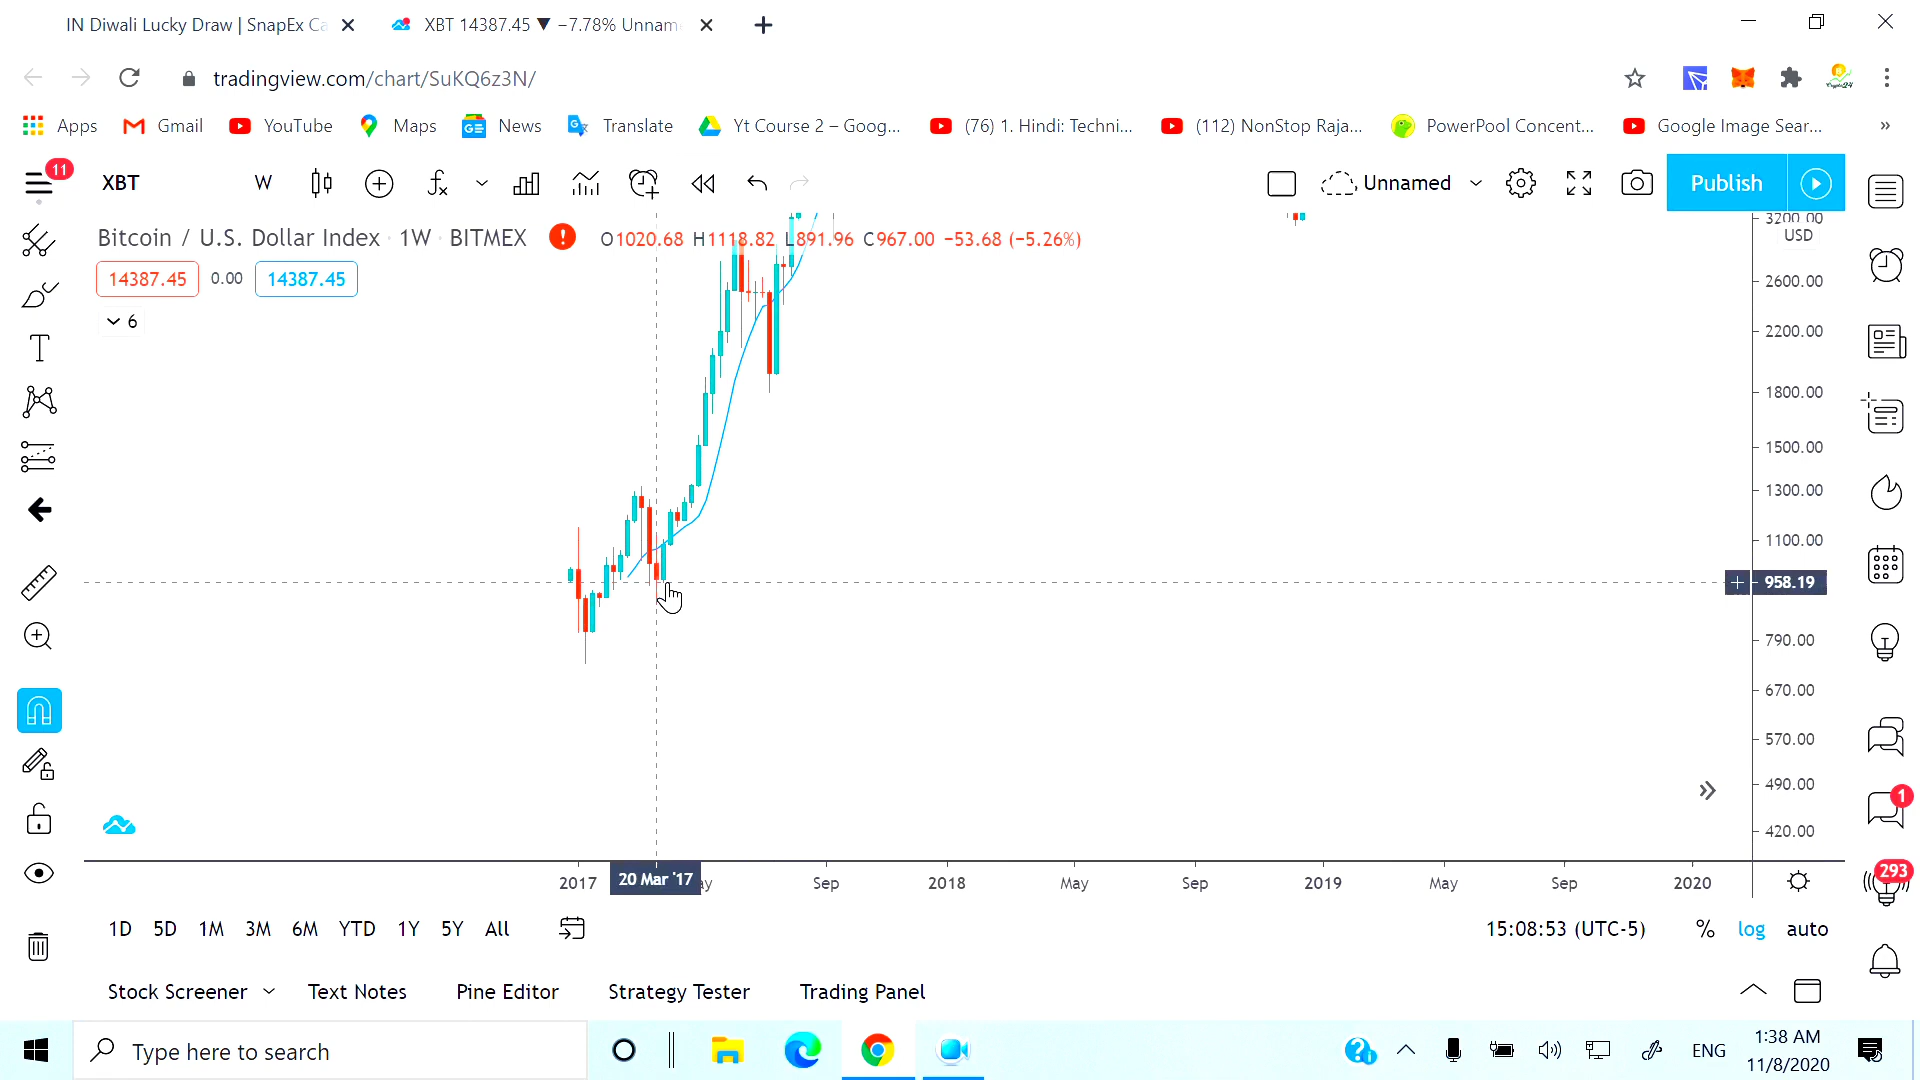 IN Diwali Lucky Draw | SnapEx Ca
XBT 14387.45 ▼ −7.78% Unnam
tradingview.com/chart/SuKQ6z3N/
Apps
Gmail
YouTube
Maps
News
Translate
Yt Course 2 – Goog...
(76) 1. Hindi: Techni...
(112) NonStop Raja...
PowerPool Concent...
Google Image Sear...
»
11
XBT
W
Unnamed
Publish
Bitcoin / U.S. Dollar Index · 1W · BITMEX
O1020.68 H1118.82 L891.96 C967.00 −53.68 (−5.26%)
14387.45
0.00
14387.45
6
3200.00
USD
2600.00
2200.00
1800.00
1500.00
1300.00
1100.00
958.19
790.00
670.00
570.00
490.00
420.00
1
293
2017
20 Mar '17
Sep
2018
May
Sep
2019
May
Sep
2020
1D 5D 1M 3M 6M YTD 1Y 5Y All
15:08:53 (UTC-5)
% log auto
Stock Screener
Text Notes
Pine Editor
Strategy Tester
Trading Panel
Type here to search
ENG
1:38 AM
11/8/2020